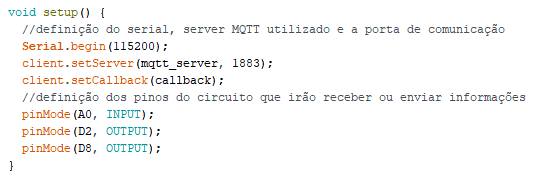 void setup() {
  //definição do serial, server MQTT utilizado e a porta de comunicação
  Serial.begin(115200);
  client.setServer(mqtt_server, 1883);
  client.setCallback(callback);
  //definição dos pinos do circuito que irão receber ou enviar informações
  pinMode(A0, INPUT);
  pinMode(D2, OUTPUT);
  pinMode(D8, OUTPUT);
}